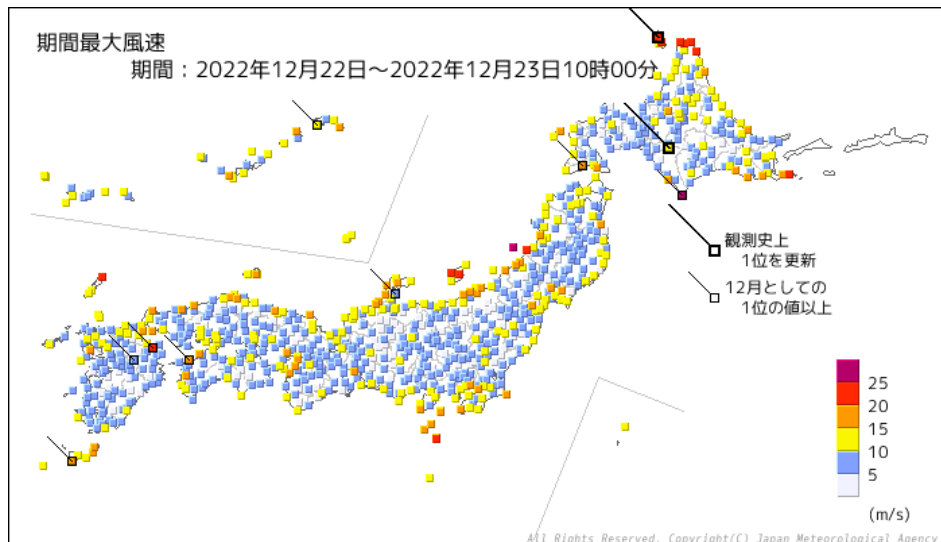 期間最大風速
期間：2022年12月22日～2022年12月23日10時00分
観測史上
1位を更新
12月としての
1位の値以上
25
20
15
10
5
(m/s)
All Rights Reserved. Copyright(C) Japan Meteorological Agency